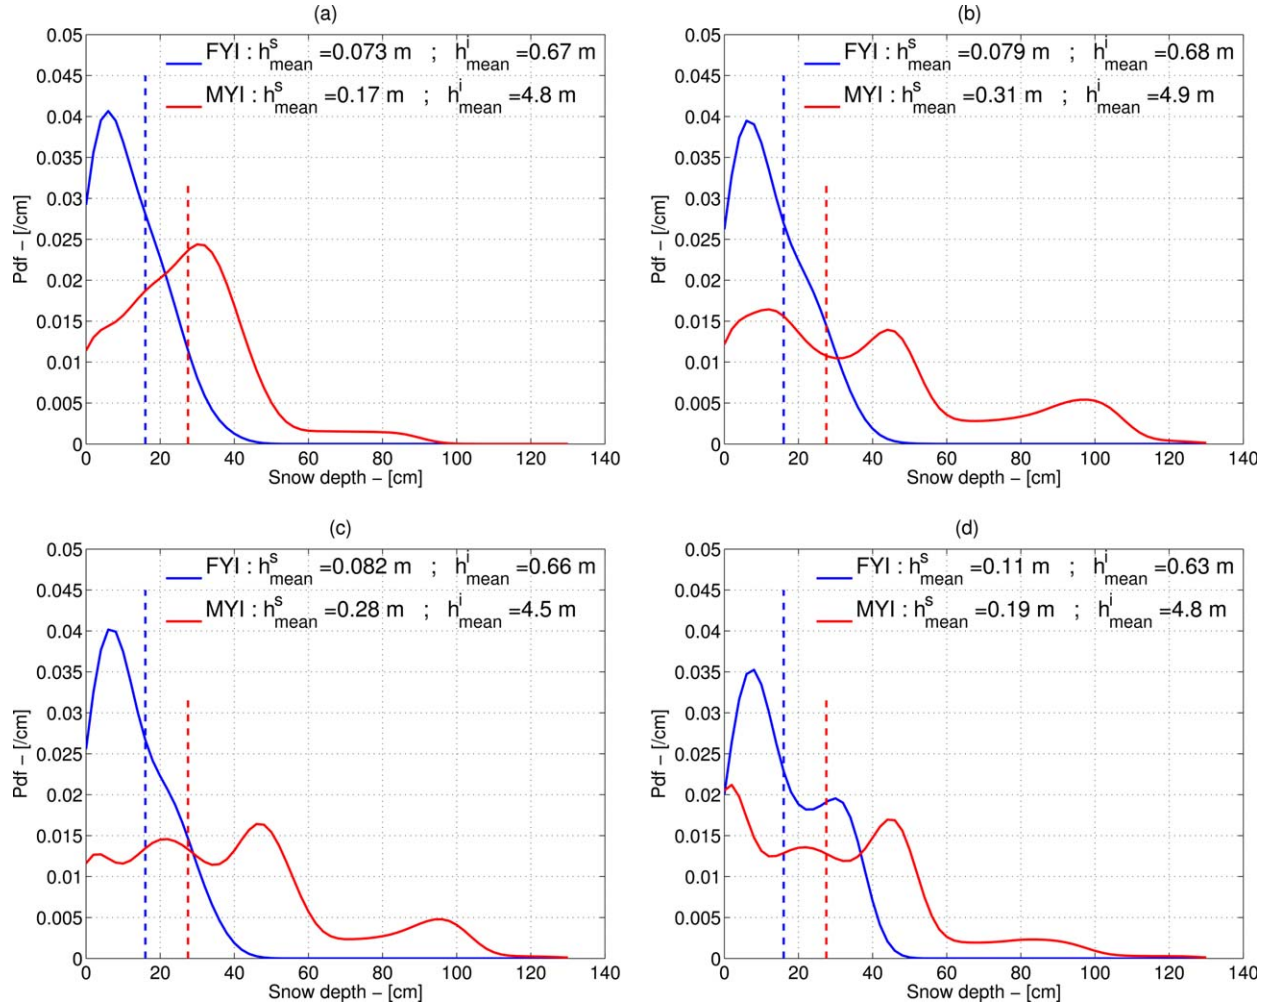 (a)
FYI : h^s_mean =0.073 m ; h^i_mean =0.67 m
MYI : h^s_mean =0.17 m ; h^i_mean =4.8 m
Pdf − [/cm]
0.05
0.045
0.04
0.035
0.03
0.025
0.02
0.015
0.01
0.005
0
0 20 40 60 80 100 120 140
Snow depth − [cm]
(b)
FYI : h^s_mean =0.079 m ; h^i_mean =0.68 m
MYI : h^s_mean =0.31 m ; h^i_mean =4.9 m
Pdf − [/cm]
0.05
0.045
0.04
0.035
0.03
0.025
0.02
0.015
0.01
0.005
0
0 20 40 60 80 100 120 140
Snow depth − [cm]
(c)
FYI : h^s_mean =0.082 m ; h^i_mean =0.66 m
MYI : h^s_mean =0.28 m ; h^i_mean =4.5 m
Pdf − [/cm]
0.05
0.045
0.04
0.035
0.03
0.025
0.02
0.015
0.01
0.005
0
0 20 40 60 80 100 120 140
Snow depth − [cm]
(d)
FYI : h^s_mean =0.11 m ; h^i_mean =0.63 m
MYI : h^s_mean =0.19 m ; h^i_mean =4.8 m
Pdf − [/cm]
0.05
0.045
0.04
0.035
0.03
0.025
0.02
0.015
0.01
0.005
0
0 20 40 60 80 100 120 140
Snow depth − [cm]